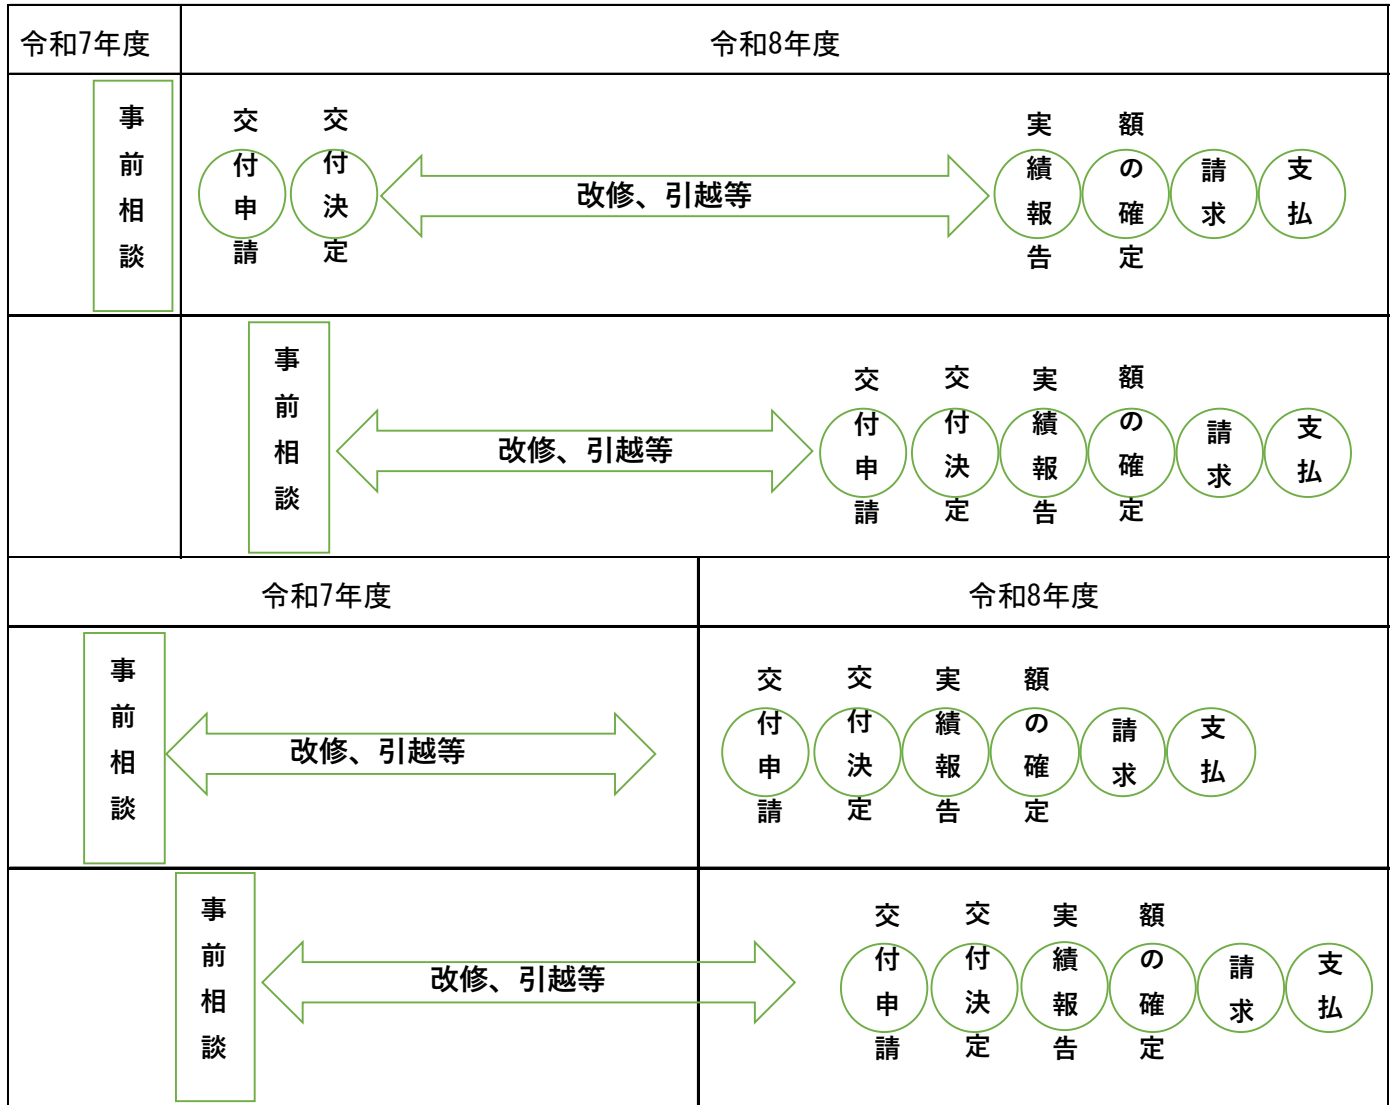 令和7年度
令和8年度
事前相談
交付申請
交付決定
改修、引越等
実績報告
額の確定
請求
支払
事前相談
改修、引越等
交付申請
交付決定
実績報告
額の確定
請求
支払
令和7年度
令和8年度
事前相談
改修、引越等
交付申請
交付決定
実績報告
額の確定
請求
支払
事前相談
改修、引越等
交付申請
交付決定
実績報告
額の確定
請求
支払